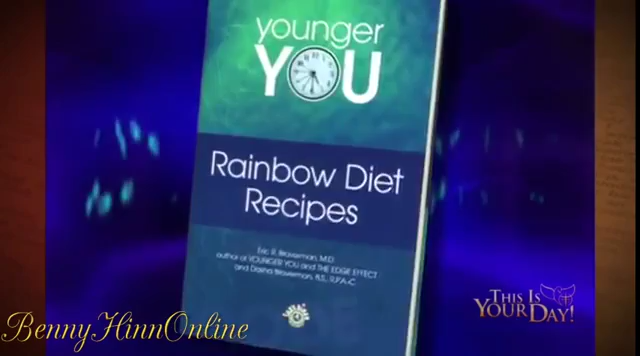 younger
YOU
Rainbow Diet
Recipes
Eric R. Braverman, M.D.
author of YOUNGER YOU and THE EDGE EFFECT
and Dasha Braverman, B.S., R.P.A-C
THIS IS
YOUR DAY!
BennyHinnOnline